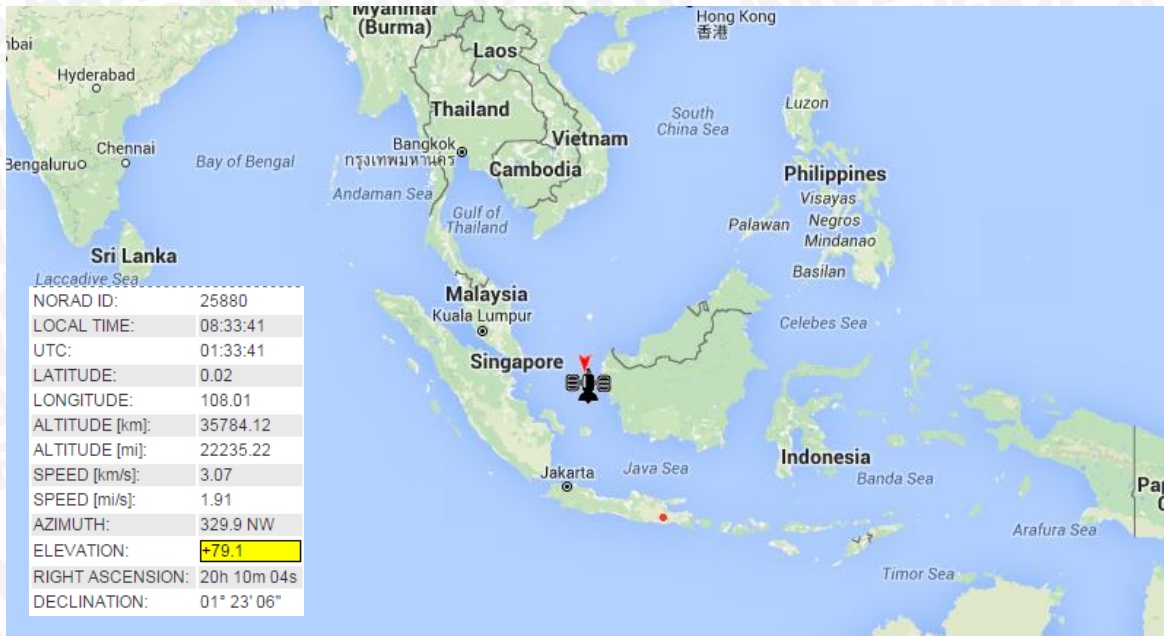 Myanmar
(Burma)
Hong Kong
香港
nbai
Laos
Hyderabad
Luzon
Thailand
South
China Sea
Vietnam
Bangkok
กรุงเทพมหานคร
Chennai
Bengaluru
Bay of Bengal
Cambodia
Philippines
Andaman Sea
Visayas
Gulf of
Thailand
Palawan
Negros
Mindanao
Sri Lanka
Basilan
Laccadive Sea
Malaysia
Kuala Lumpur
Celebes Sea
Singapore
Indonesia
Jakarta
Java Sea
Banda Sea
Pap
Arafura Sea
Timor Sea
NORAD ID: 25880
LOCAL TIME: 08:33:41
UTC: 01:33:41
LATITUDE: 0.02
LONGITUDE: 108.01
ALTITUDE [km]: 35784.12
ALTITUDE [mi]: 22235.22
SPEED [km/s]: 3.07
SPEED [mi/s]: 1.91
AZIMUTH: 329.9 NW
ELEVATION: +79.1
RIGHT ASCENSION: 20h 10m 04s
DECLINATION: 01° 23' 06"